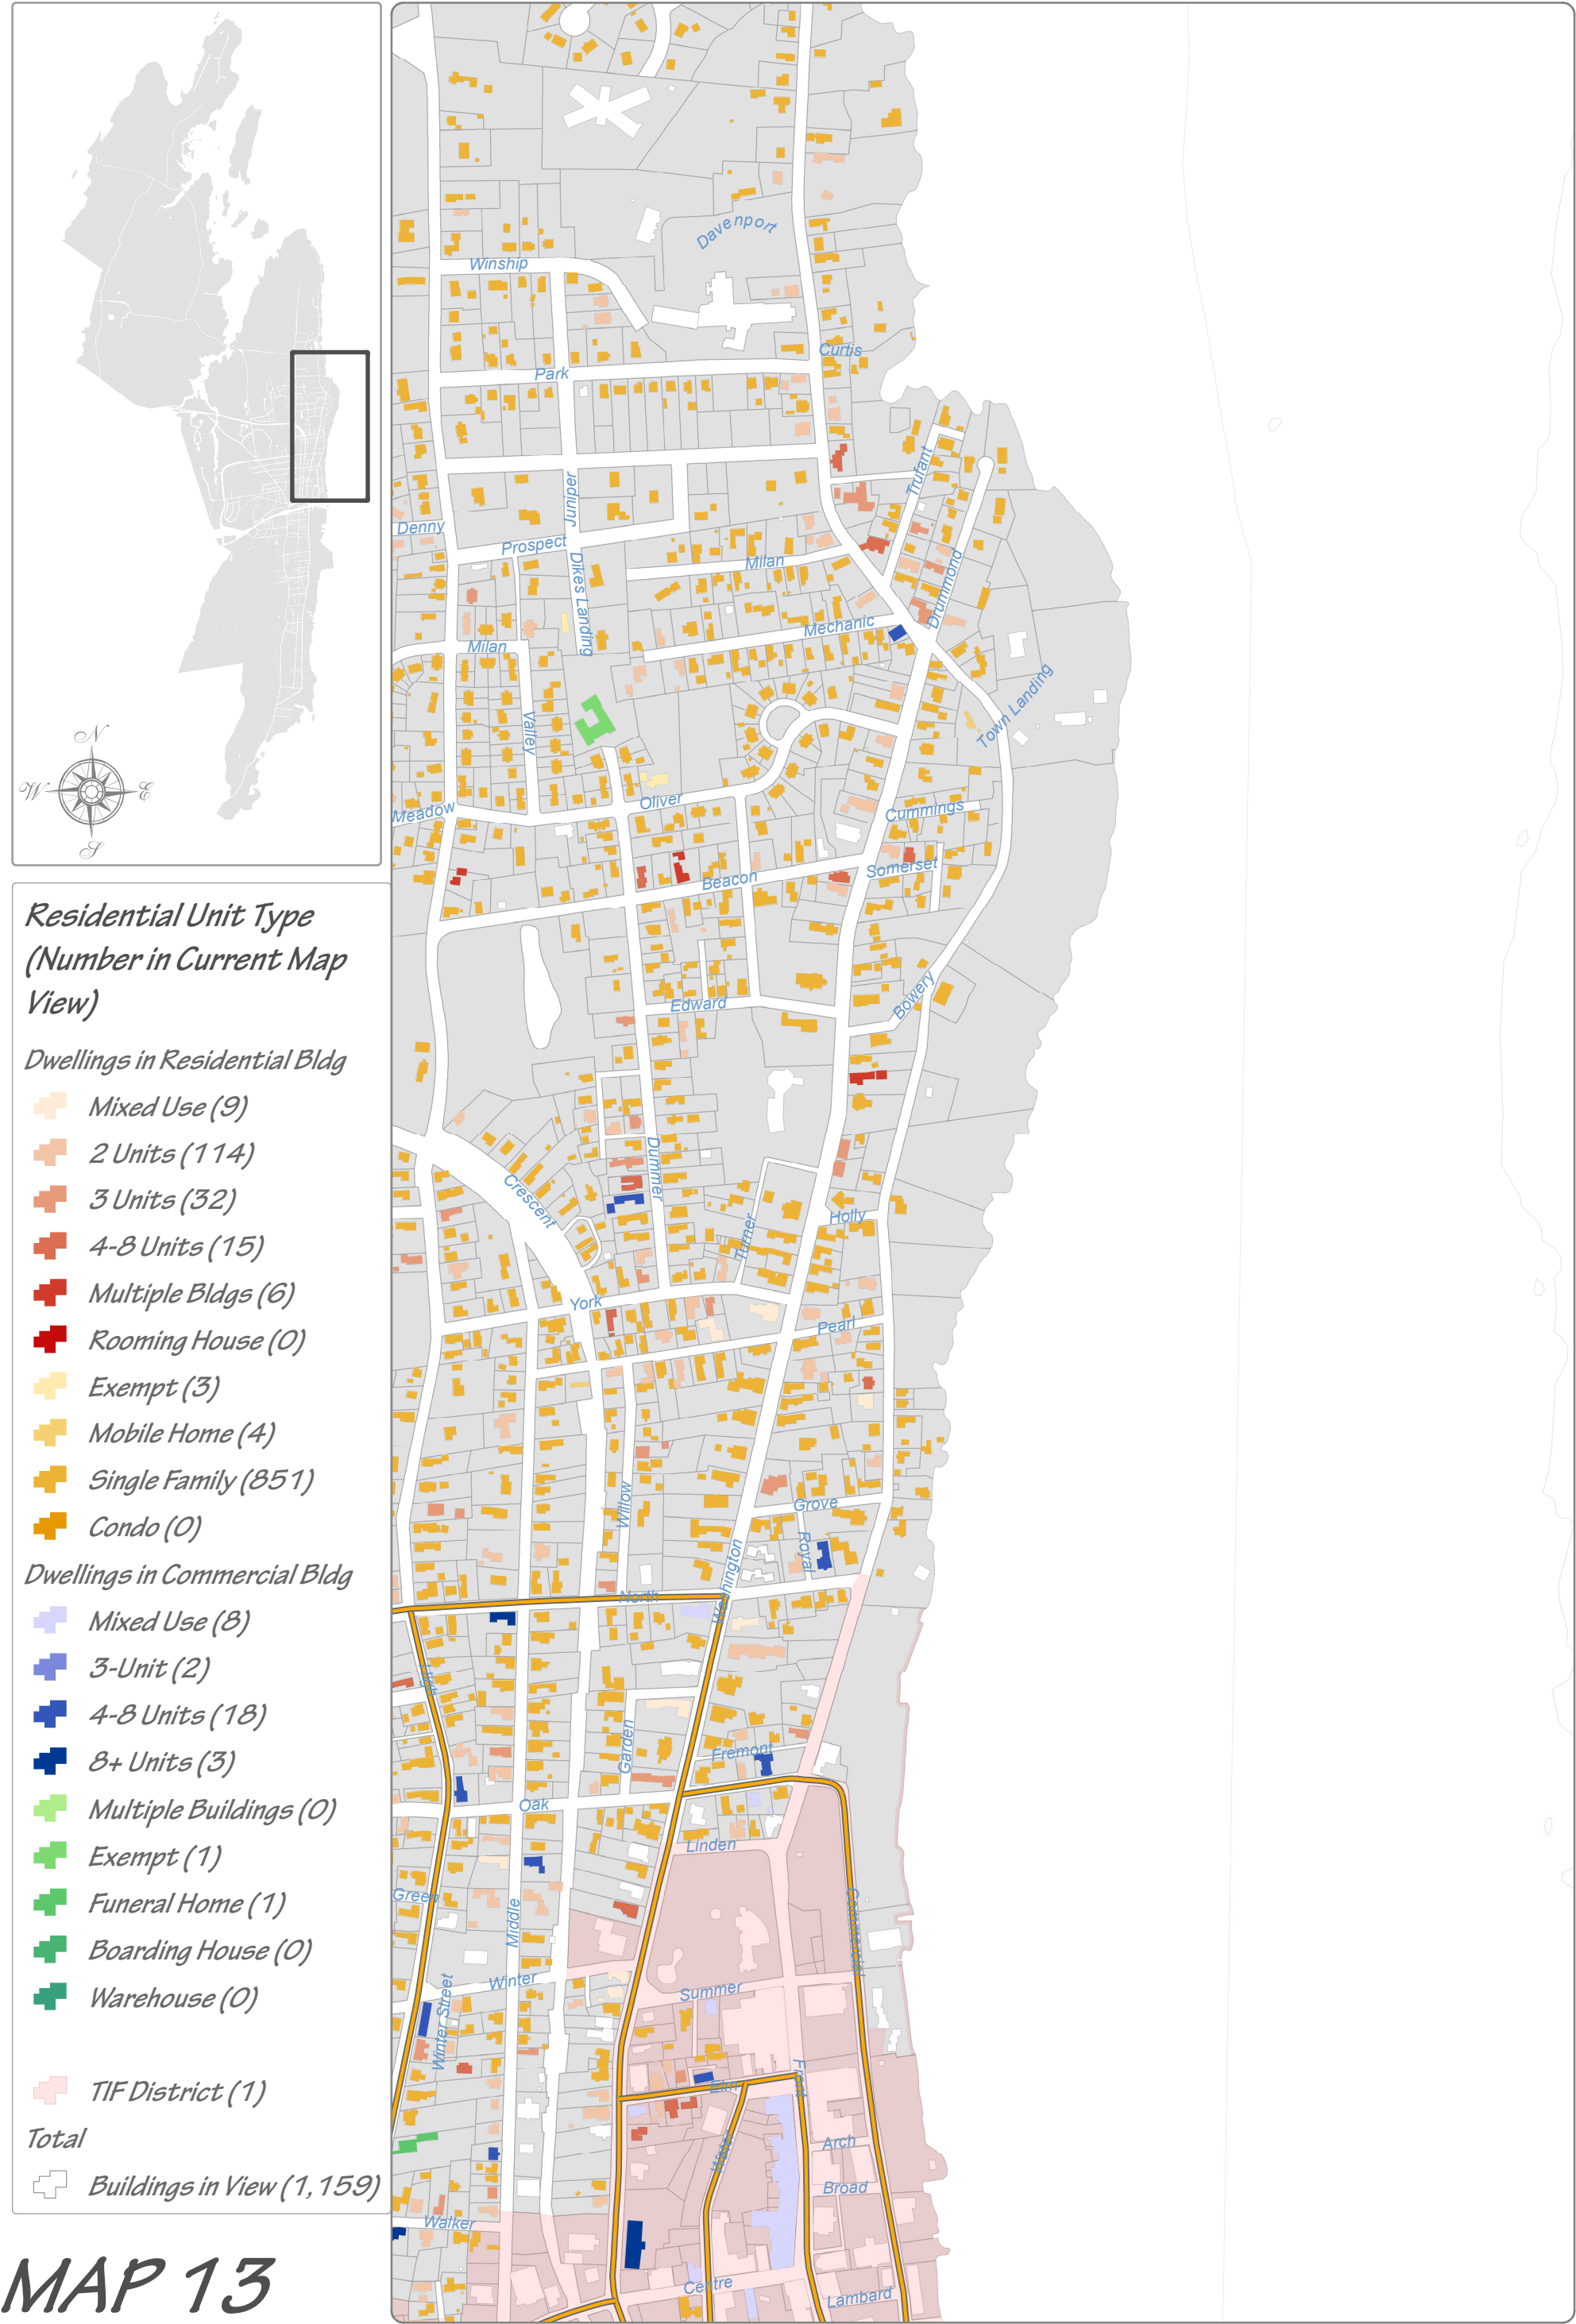 N
W
E
S
Residential Unit Type
(Number in Current Map
View)
Dwellings in Residential Bldg
Mixed Use (9)
2 Units (114)
3 Units (32)
4-8 Units (15)
Multiple Bldgs (6)
Rooming House (0)
Exempt (3)
Mobile Home (4)
Single Family (851)
Condo (0)
Dwellings in Commercial Bldg
Mixed Use (8)
3-Unit (2)
4-8 Units (18)
8+ Units (3)
Multiple Buildings (0)
Exempt (1)
Funeral Home (1)
Boarding House (0)
Warehouse (0)
TIF District (1)
Total
Buildings in View (1,159)
MAP 13
Davenport
Winship
Curtis
Park
Trufant
Juniper
Denny
Prospect
Milan
Drummond
Dikes Landing
Mechanic
Milan
Town Landing
Valley
Oliver
Meadow
Cummings
Somerset
Beacon
Bowery
Edward
Dummer
Crescent
Holly
Turner
York
Pearl
Willow
Grove
Royal
Washington
North
High
Garden
Fremont
Oak
Linden
Green
Middle
Commercial
Winter
Summer
Winter Street
Front
Elm
Water
Arch
Broad
Walker
Centre
Lambard